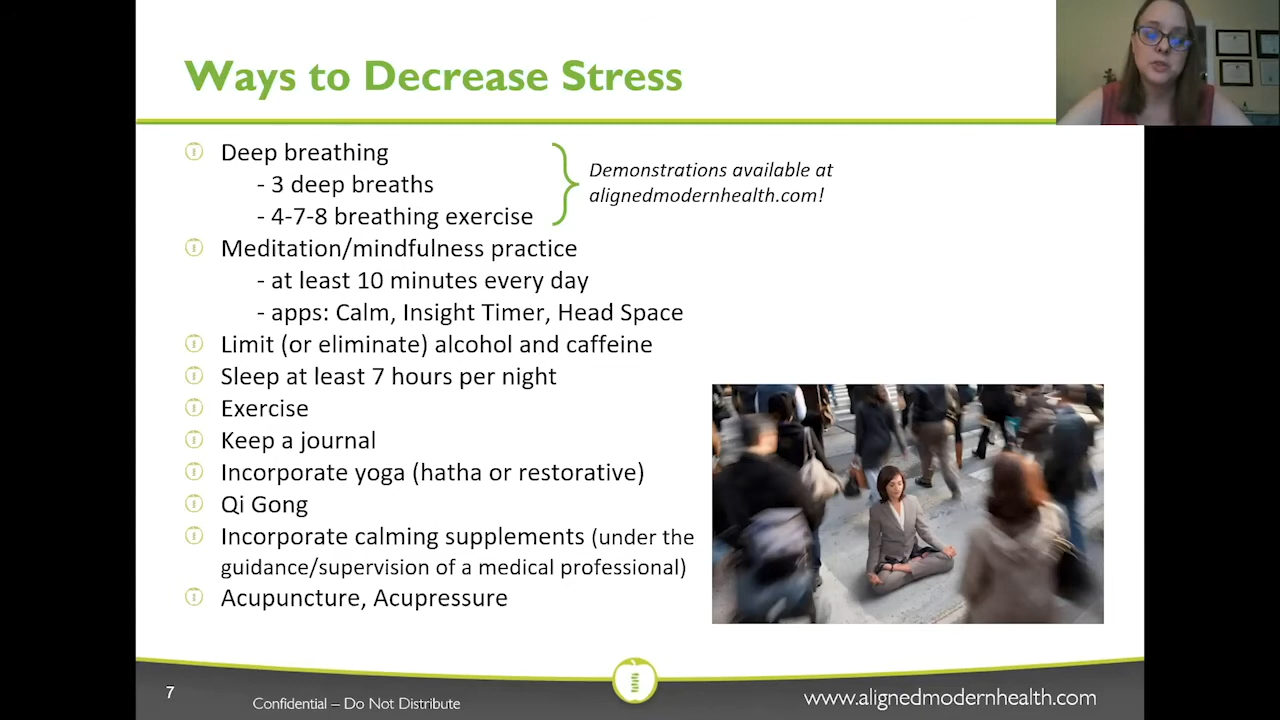 Ways to Decrease Stress
Deep breathing
- 3 deep breaths
- 4-7-8 breathing exercise
Demonstrations available at
alignedmodernhealth.com!
Meditation/mindfulness practice
- at least 10 minutes every day
- apps: Calm, Insight Timer, Head Space
Limit (or eliminate) alcohol and caffeine
Sleep at least 7 hours per night
Exercise
Keep a journal
Incorporate yoga (hatha or restorative)
Qi Gong
Incorporate calming supplements (under the
guidance/supervision of a medical professional)
Acupuncture, Acupressure
7
Confidential – Do Not Distribute
www.alignedmodernhealth.com